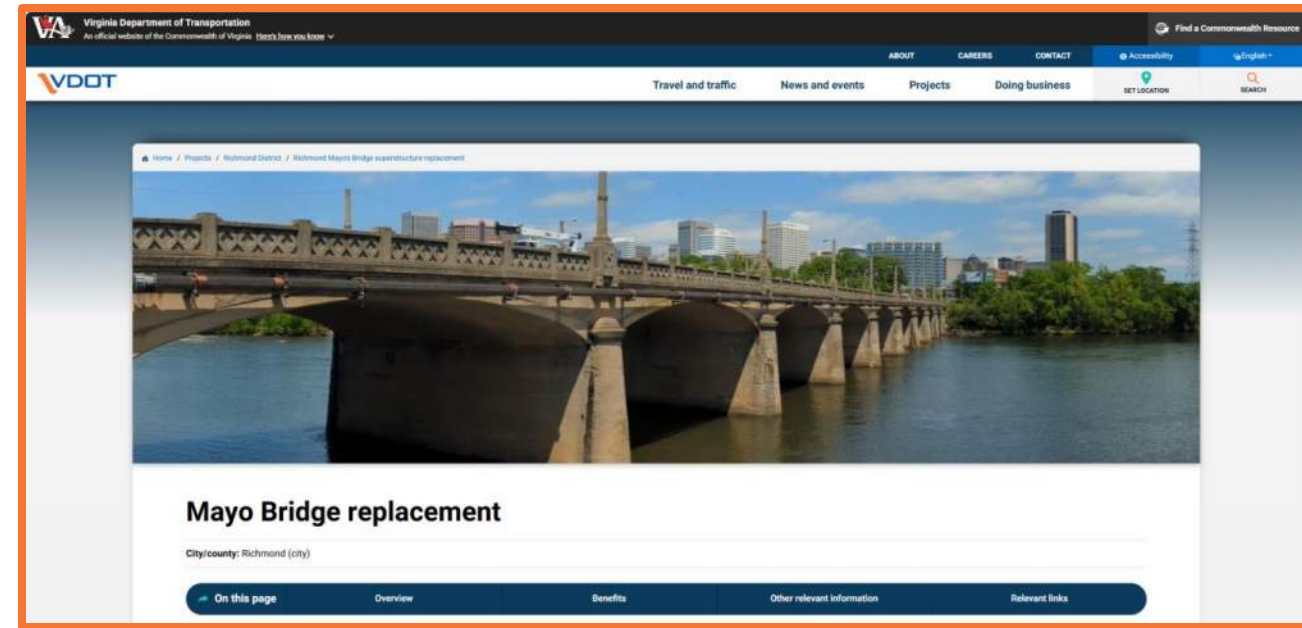 VA
Virginia Department of Transportation
An official website of the Commonwealth of Virginia Here's how you know
Find a Commonwealth Resource
ABOUT CAREERS CONTACT Accessibility English
VDOT
Travel and traffic News and events Projects Doing business SET LOCATION SEARCH
Home / Projects / Richmond District / Richmond Mayo's Bridge superstructure replacement
Mayo Bridge replacement
City/county: Richmond (city)
On this page Overview Benefits Other relevant information Relevant links